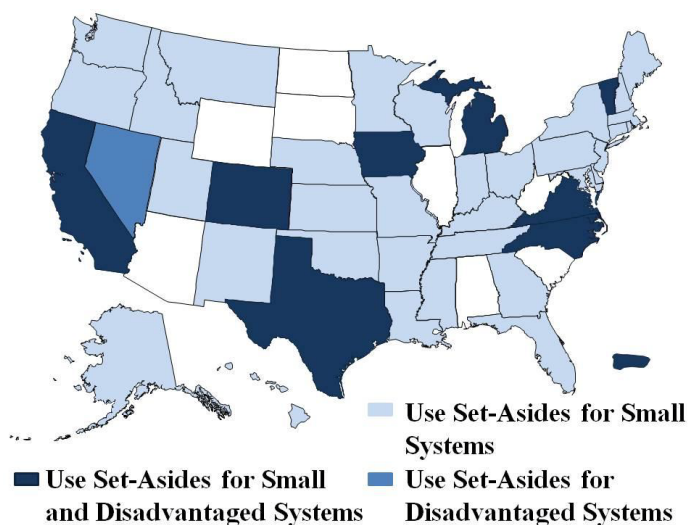 Use Set-Asides for Small
Systems
Use Set-Asides for Small
and Disadvantaged Systems
Use Set-Asides for
Disadvantaged Systems